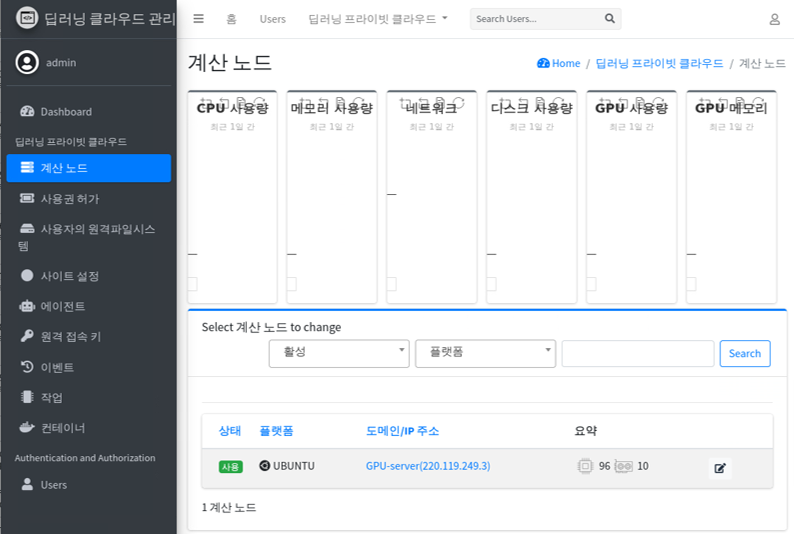 딥러닝 클라우드 관리
홈 Users 딥러닝 프라이빗 클라우드 Search Users...
admin
계산 노드
Home / 딥러닝 프라이빗 클라우드 / 계산 노드
Dashboard
딥러닝 프라이빗 클라우드
계산 노드
사용권 허가
사용자의 원격파일시스
템
사이트 설정
에이전트
원격 접속 키
이벤트
작업
컨테이너
Authentication and Authorization
Users
CPU 사용량 메모리 사용량 네트워크 디스크 사용량 GPU 사용량 GPU 메모리
최근 1일 간 최근 1일 간 최근 1일 간 최근 1일 간 최근 1일 간 최근 1일 간
Select 계산 노드 to change
활성 플랫폼 Search
상태 플랫폼 도메인/IP 주소 요약
사용 UBUNTU GPU-server(220.119.249.3) 96 10
1 계산 노드